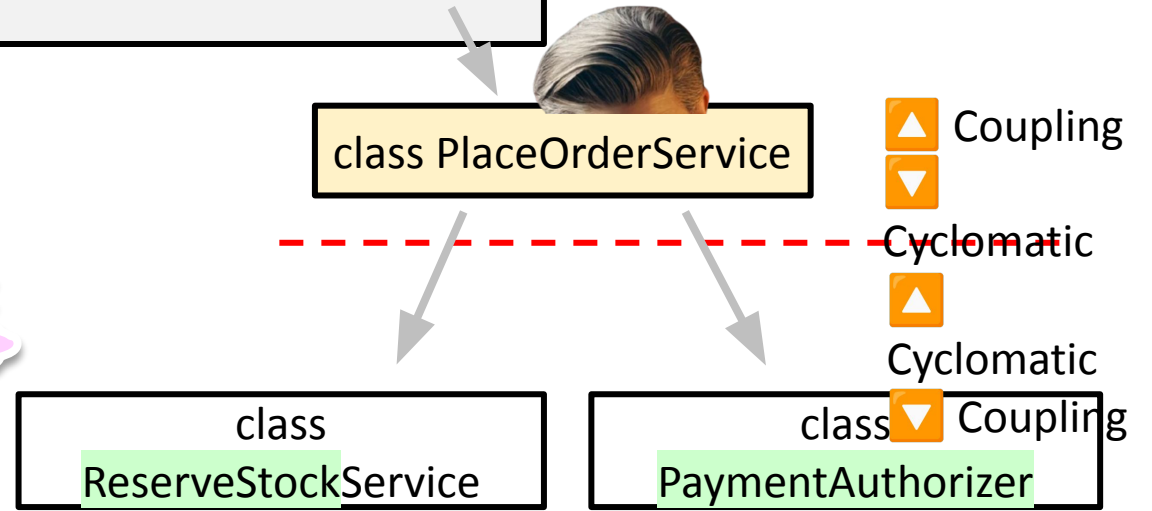 class PlaceOrderService
🔼 Coupling
🔽
Cyclomatic
🔼
Cyclomatic
🔽 Coupling
class
ReserveStockService
class
PaymentAuthorizer